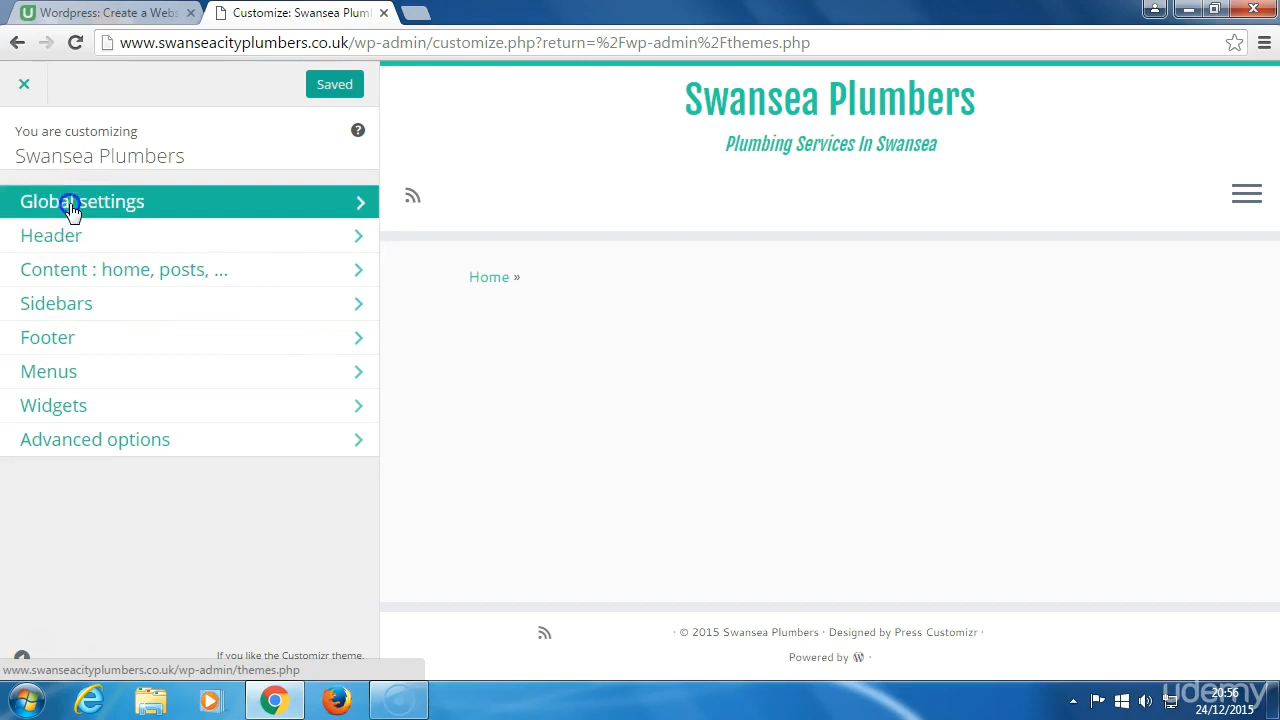 Wordpress: Create a Webs
Customize: Swansea Plumb
www.swanseacityplumbers.co.uk/wp-admin/customize.php?return=%2Fwp-admin%2Fthemes.php
Saved
You are customizing
Swansea Plumbers
Global settings
Header
Content : home, posts, ...
Sidebars
Footer
Menus
Widgets
Advanced options
If you like the Customizr theme,
www.swanseacityplumbers.co.uk/wp-admin/themes.php
Swansea Plumbers
Plumbing Services In Swansea
Home »
· © 2015 Swansea Plumbers · Designed by Press Customizr ·
Powered by ·
udemy
20:56
24/12/2015